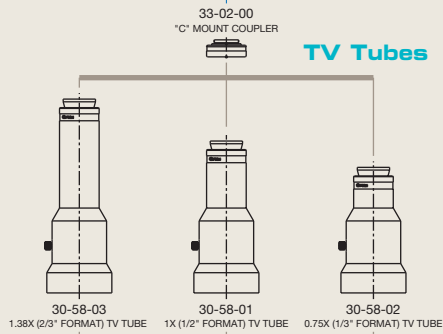 33-02-00
"C" MOUNT COUPLER
TV Tubes
30-58-03
1.38X (2/3" FORMAT) TV TUBE
30-58-01
1X (1/2" FORMAT) TV TUBE
30-58-02
0.75X (1/3" FORMAT) TV TUBE